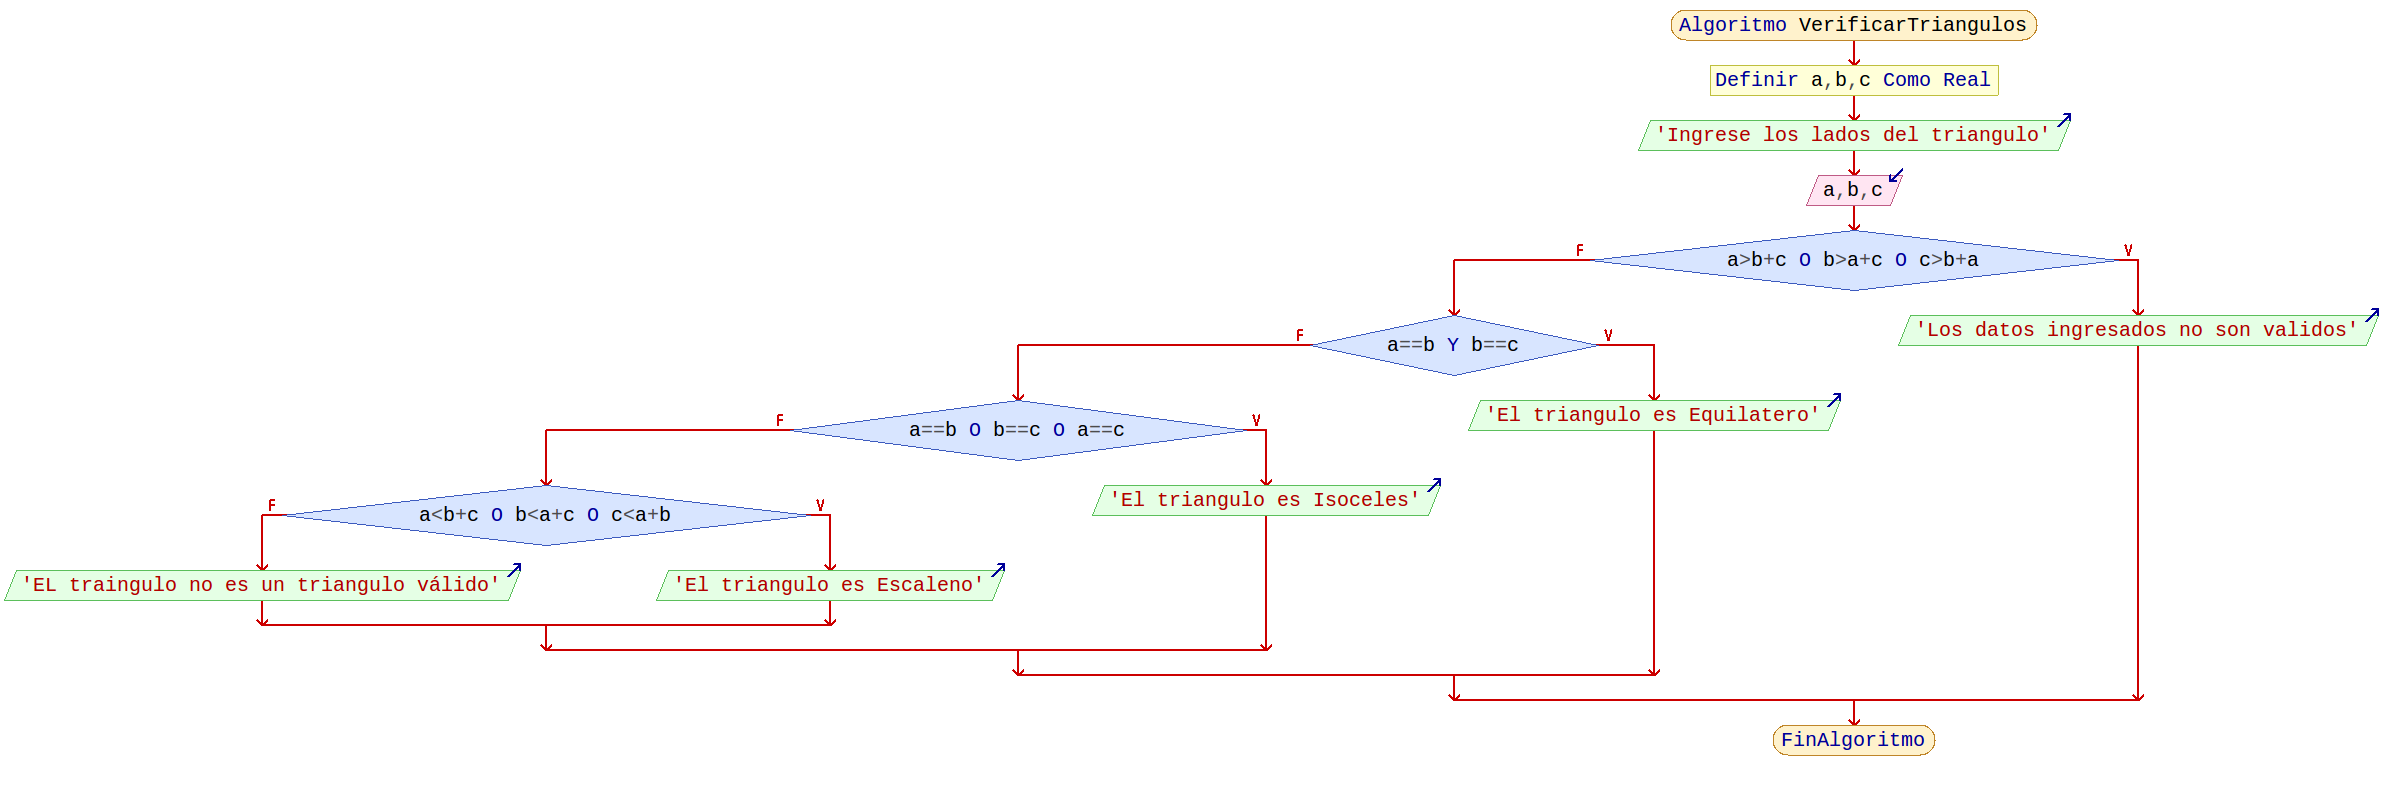 Algoritmo VerificarTriangulos
Definir a,b,c Como Real
'Ingrese los lados del triangulo'
a,b,c
F
V
a>b+c O b>a+c O c>b+a
F
V
a==b Y b==c
'Los datos ingresados no son validos'
F
V
a==b O b==c O a==c
'El triangulo es Equilatero'
F
V
a<b+c O b<a+c O c<a+b
'El triangulo es Isoceles'
'EL traingulo no es un triangulo válido'
'El triangulo es Escaleno'
FinAlgoritmo